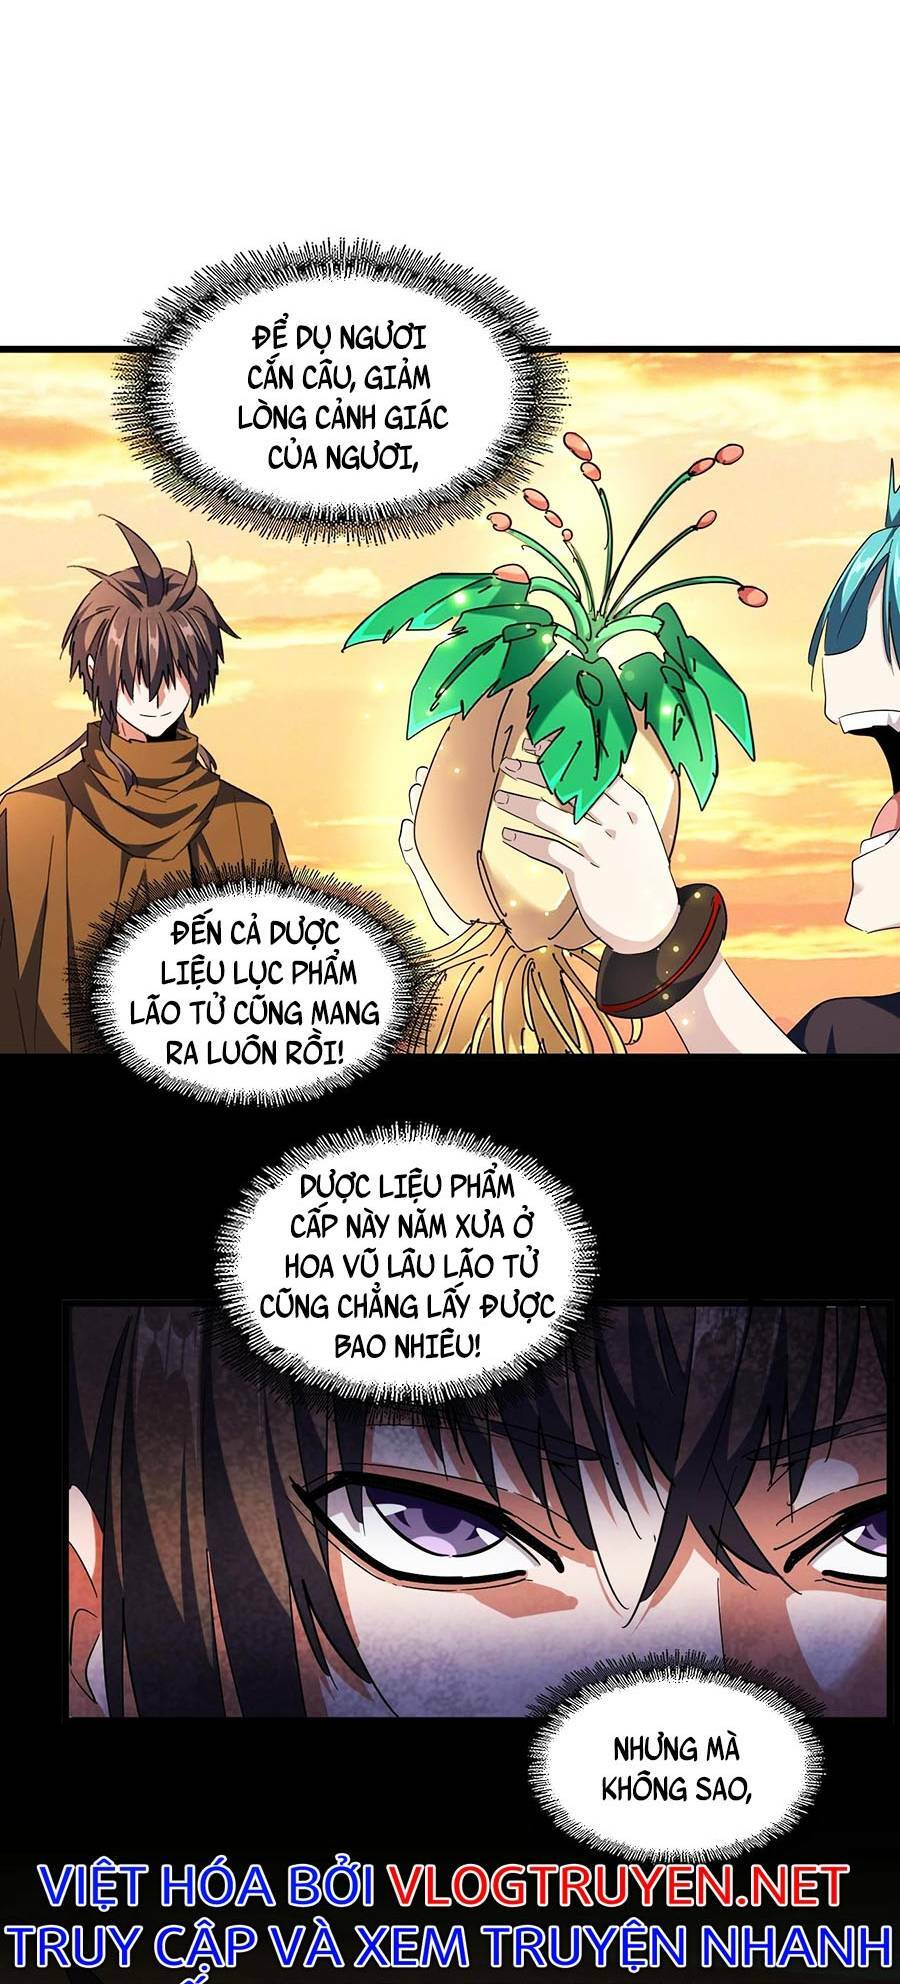 ĐỂ DỤ NGƯƠI
CẮN CÂU, GIẢM
LÒNG CẢNH GIÁC
CỦA NGƯƠI,
ĐẾN CẢ DƯỢC
LIỆU LỤC PHẨM
LÃO TỬ CŨNG MANG
RA LUÔN RỒI!
DƯỢC LIỆU PHẨM
CẤP NÀY NĂM XƯA Ở
HOA VŨ LÂU LÃO TỬ
CŨNG CHẲNG LẤY ĐƯỢC
BAO NHIÊU!
NHƯNG MÀ
KHÔNG SAO,
VIỆT HÓA BỞI VLOGTRUYEN.NET
TRUY CẬP VÀ XEM TRUYỆN NHANH